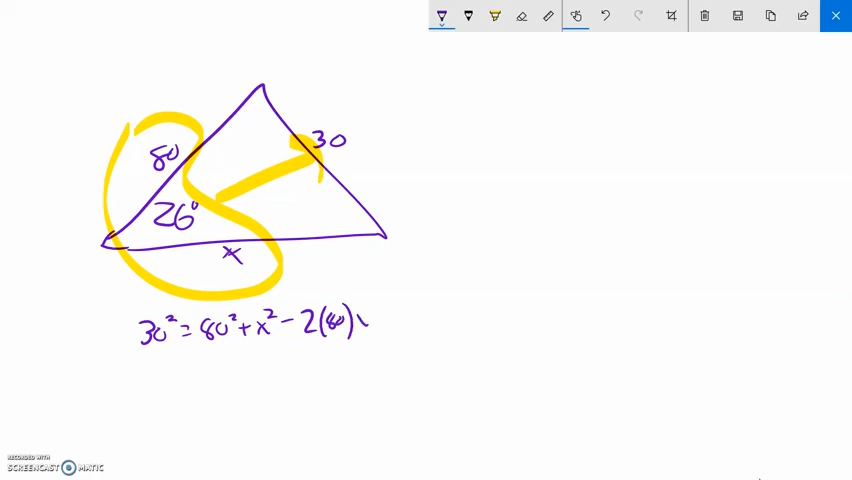 30
80
26°
x
30² = 80² + x² - 2(80)
RECORDED WITH
SCREENCAST MATIC